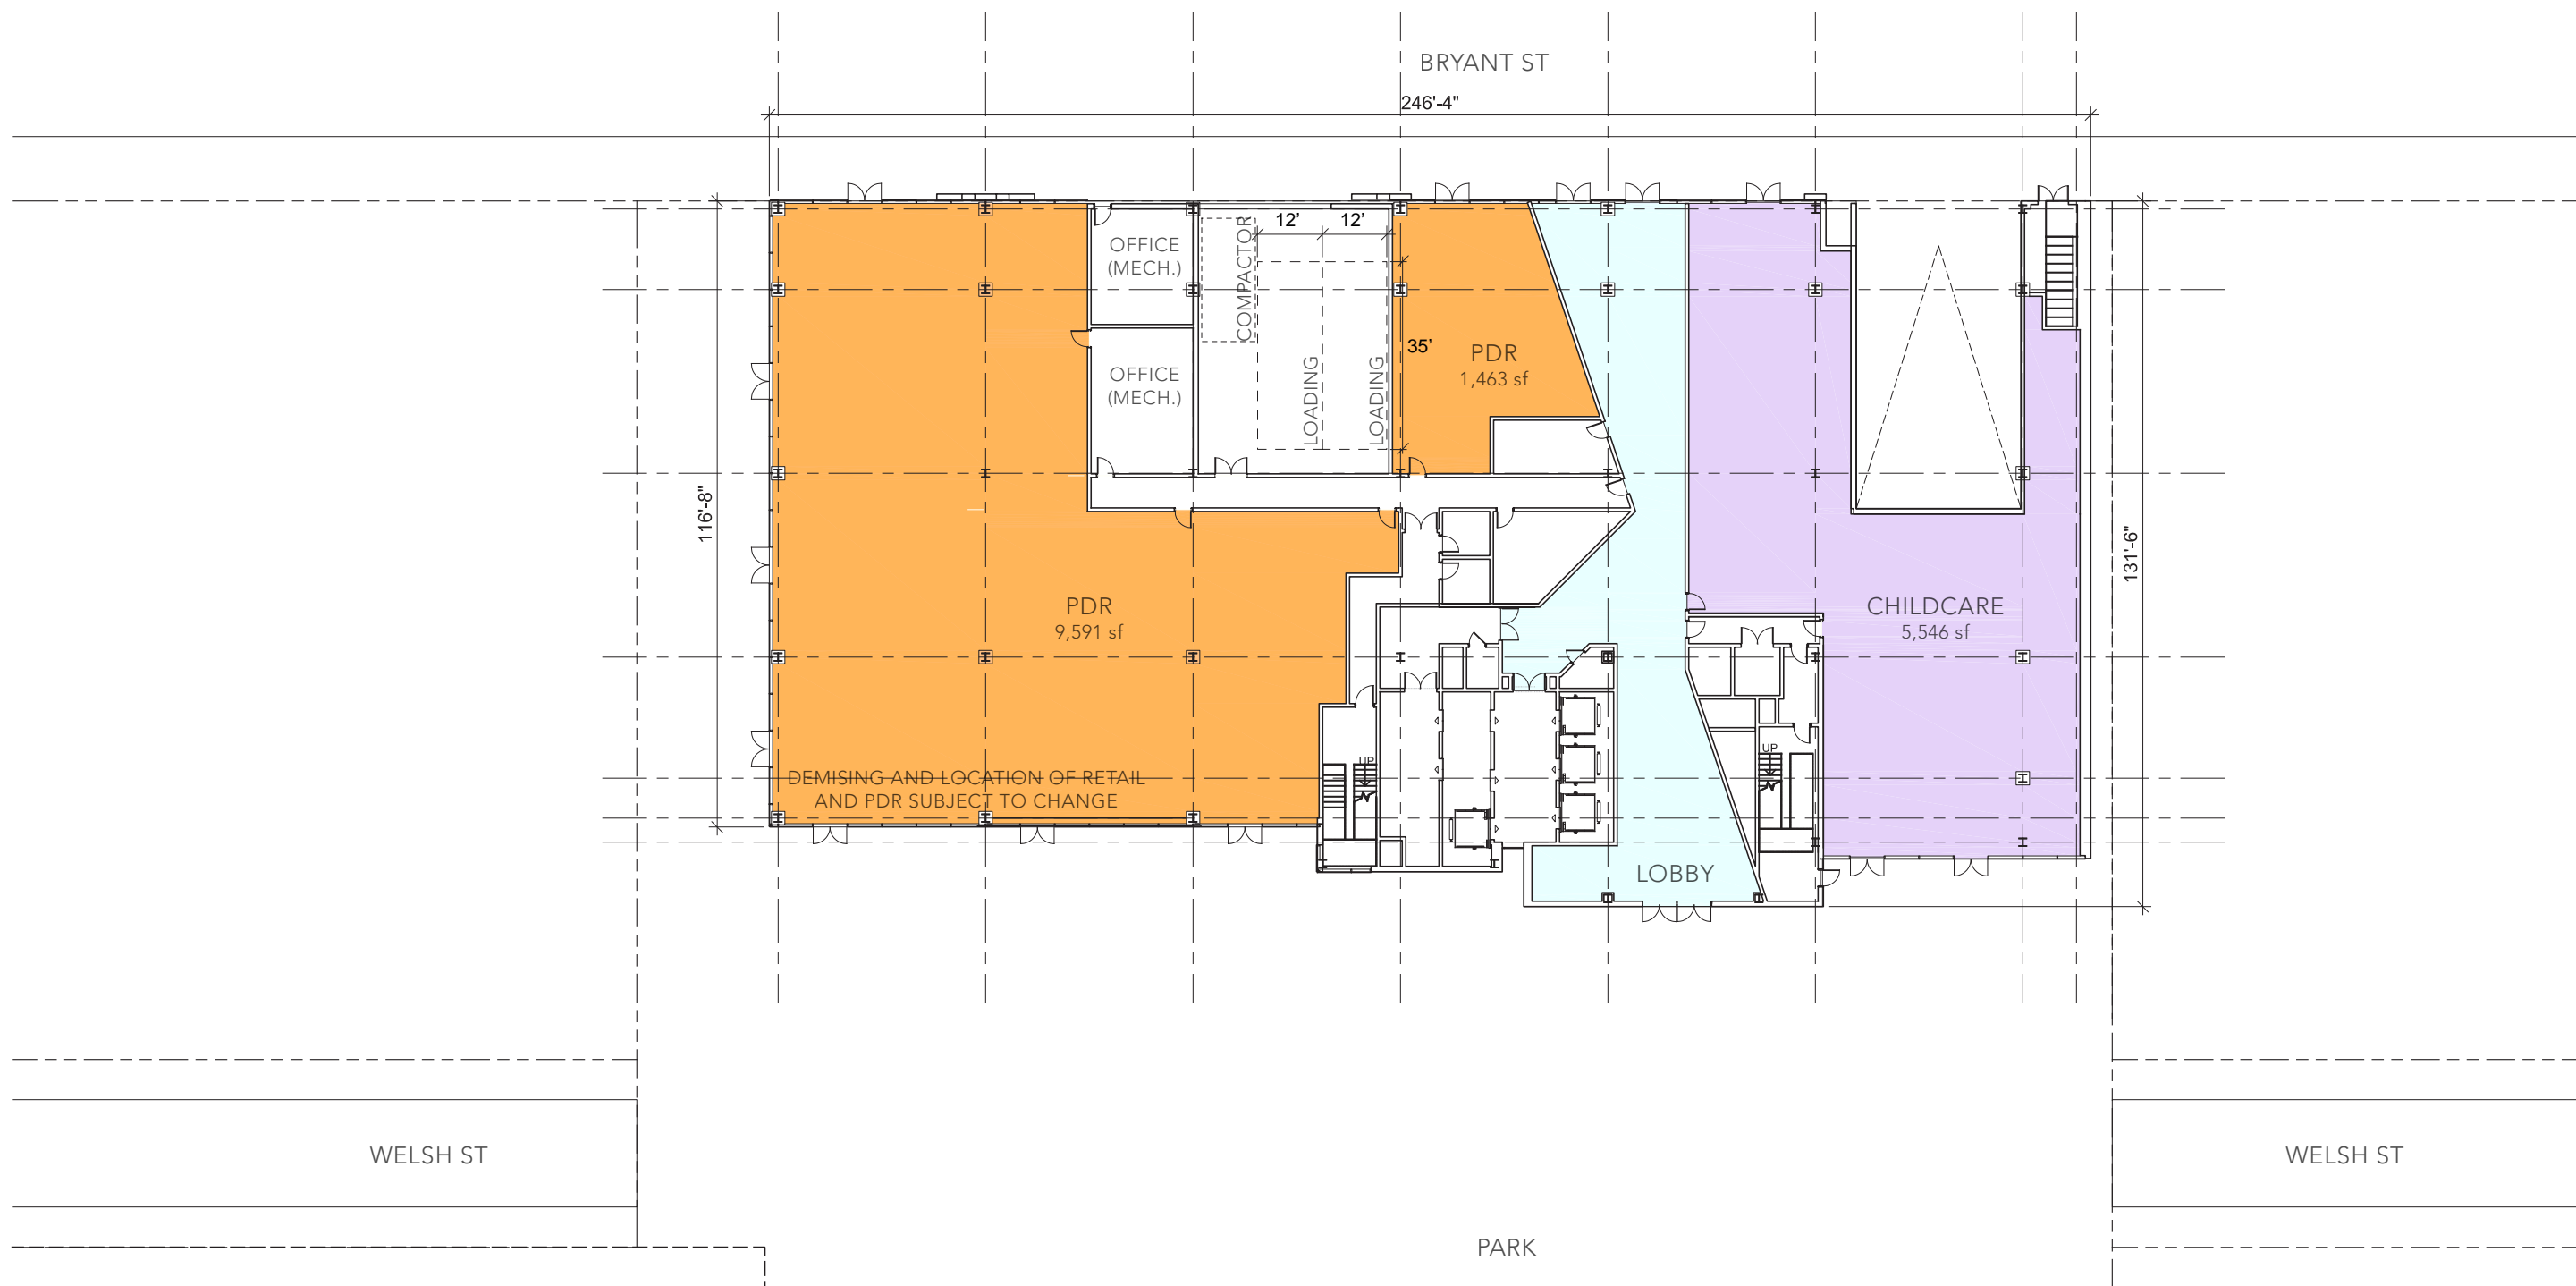 BRYANT ST
246'-4"
12'
12'
COMPACTOR
OFFICE
(MECH.)
35'
PDR
1,463 sf
OFFICE
(MECH.)
LOADING
LOADING
116'-8"
131'-6"
PDR
9,591 sf
CHILDCARE
5,546 sf
UP
UP
DEMISING AND LOCATION OF RETAIL
AND PDR SUBJECT TO CHANGE
LOBBY
WELSH ST
WELSH ST
PARK